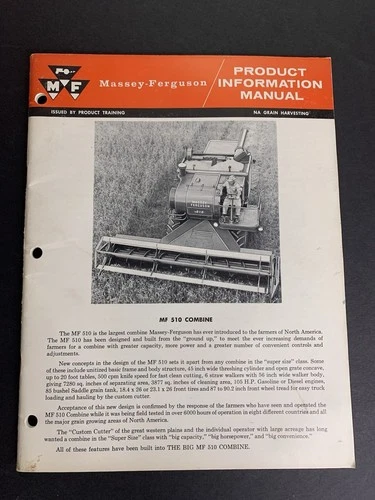 MF
Massey-Ferguson
PRODUCT
INFORMATION
MANUAL
ISSUED BY PRODUCT TRAINING
NA GRAIN HARVESTING
MF 510 COMBINE
The MF 510 is the largest combine Massey-Ferguson has ever introduced to the farmers of North America.
The MF 510 has been designed and built from the "ground up," to meet the ever increasing demands of
farmers for a combine with greater capacity, more power and a greater number of convenient controls and
adjustments.
New concepts in the design of the MF 510 sets it apart from any combine in the "super size" class. Some
of these include unitized basic frame and body structure, 45 inch wide threshing cylinder and open grate concave,
up to 20 foot tables, 500 cpm knife speed for fast clean cutting, 6 straw walkers with 56 inch walker body,
giving 7280 sq. inches of separating area, 5877 sq. inches of cleaning area, 105 H.P. Gasoline or Diesel engines,
85 bushel Saddle grain tank, 18.4 x 26 or 23.1 x 26 front tires and 87 to 90.2 inch front wheel tread for easy truck
loading and hauling by the custom cutter.
Acceptance of this new design is confirmed by the response of the farmers who have seen and operated the
MF 510 Combine while it was being field tested in over 6000 hours of operation in eight different countries and all
the major grain growing areas of North America.
The "Custom Cutter" of the great western plains and the individual operator with large acreage has long
wanted a combine in the "Super Size" class with "big capacity," "big horsepower," and "big convenience."
All of these features have been built into THE BIG MF 510 COMBINE.